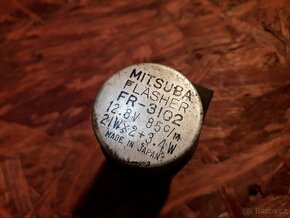 MITSUBA
FLASHER
FR-3102
12.8V 85c/m
21W×2+3.4W
MADE IN JAPAN